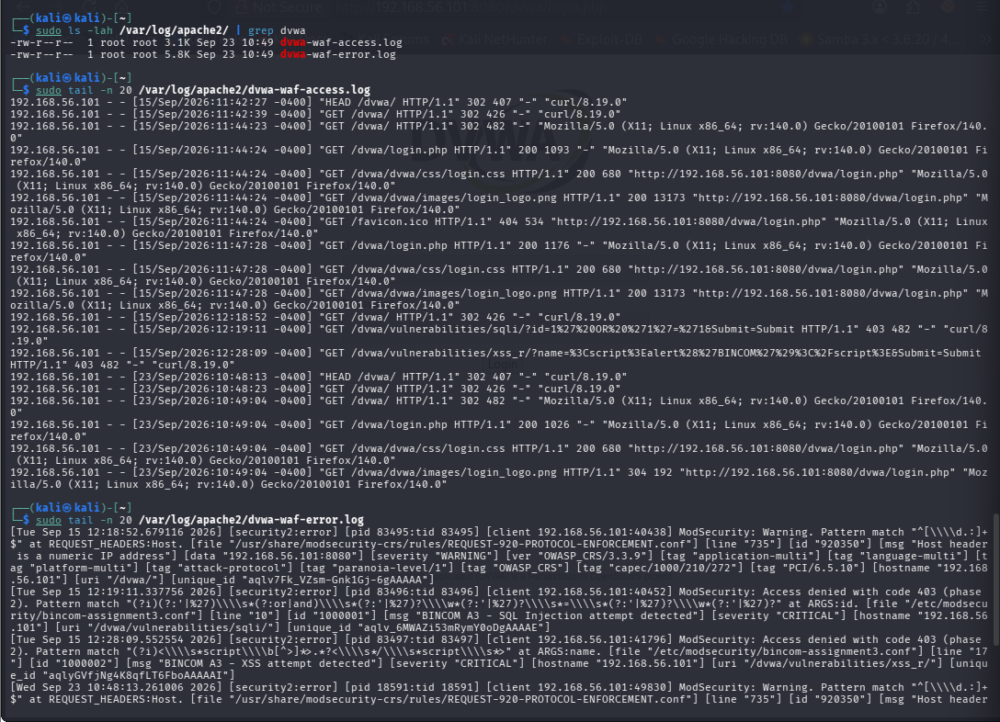 ┌──(kali㉿kali)-[~]
└─$ sudo ls -lah /var/log/apache2/ | grep dvwa
-rw-r--r--  1 root root 3.1K Sep 23 10:49 dvwa-waf-access.log
-rw-r--r--  1 root root 5.8K Sep 23 10:49 dvwa-waf-error.log
┌──(kali㉿kali)-[~]
└─$ sudo tail -n 20 /var/log/apache2/dvwa-waf-access.log
192.168.56.101 - - [15/Sep/2026:11:42:27 -0400] "HEAD /dvwa/ HTTP/1.1" 302 407 "-" "curl/8.19.0"
192.168.56.101 - - [15/Sep/2026:11:42:39 -0400] "GET /dvwa/ HTTP/1.1" 302 426 "-" "curl/8.19.0"
192.168.56.101 - - [15/Sep/2026:11:44:23 -0400] "GET /dvwa/ HTTP/1.1" 302 482 "-" "Mozilla/5.0 (X11; Linux x86_64; rv:140.0) Gecko/20100101 Firefox/140.
0"
192.168.56.101 - - [15/Sep/2026:11:44:24 -0400] "GET /dvwa/login.php HTTP/1.1" 200 1093 "-" "Mozilla/5.0 (X11; Linux x86_64; rv:140.0) Gecko/20100101 Fi
refox/140.0"
192.168.56.101 - - [15/Sep/2026:11:44:24 -0400] "GET /dvwa/dvwa/css/login.css HTTP/1.1" 200 680 "http://192.168.56.101:8080/dvwa/login.php" "Mozilla/5.0
 (X11; Linux x86_64; rv:140.0) Gecko/20100101 Firefox/140.0"
192.168.56.101 - - [15/Sep/2026:11:44:24 -0400] "GET /dvwa/dvwa/images/login_logo.png HTTP/1.1" 200 13173 "http://192.168.56.101:8080/dvwa/login.php" "M
ozilla/5.0 (X11; Linux x86_64; rv:140.0) Gecko/20100101 Firefox/140.0"
192.168.56.101 - - [15/Sep/2026:11:44:24 -0400] "GET /favicon.ico HTTP/1.1" 404 534 "http://192.168.56.101:8080/dvwa/login.php" "Mozilla/5.0 (X11; Linux
 x86_64; rv:140.0) Gecko/20100101 Firefox/140.0"
192.168.56.101 - - [15/Sep/2026:11:47:28 -0400] "GET /dvwa/login.php HTTP/1.1" 200 1176 "-" "Mozilla/5.0 (X11; Linux x86_64; rv:140.0) Gecko/20100101 Fi
refox/140.0"
192.168.56.101 - - [15/Sep/2026:11:47:28 -0400] "GET /dvwa/dvwa/css/login.css HTTP/1.1" 200 680 "http://192.168.56.101:8080/dvwa/login.php" "Mozilla/5.0
 (X11; Linux x86_64; rv:140.0) Gecko/20100101 Firefox/140.0"
192.168.56.101 - - [15/Sep/2026:11:47:28 -0400] "GET /dvwa/dvwa/images/login_logo.png HTTP/1.1" 200 13173 "http://192.168.56.101:8080/dvwa/login.php" "M
ozilla/5.0 (X11; Linux x86_64; rv:140.0) Gecko/20100101 Firefox/140.0"
192.168.56.101 - - [15/Sep/2026:12:18:52 -0400] "GET /dvwa/ HTTP/1.1" 302 426 "-" "curl/8.19.0"
192.168.56.101 - - [15/Sep/2026:12:19:11 -0400] "GET /dvwa/vulnerabilities/sqli/?id=1%27%20OR%20%271%27=%271&Submit=Submit HTTP/1.1" 403 482 "-" "curl/8
.19.0"
192.168.56.101 - - [15/Sep/2026:12:28:09 -0400] "GET /dvwa/vulnerabilities/xss_r/?name=%3Cscript%3Ealert%28%27BINCOM%27%29%3C%2Fscript%3E&Submit=Submit
HTTP/1.1" 403 482 "-" "curl/8.19.0"
192.168.56.101 - - [23/Sep/2026:10:48:13 -0400] "HEAD /dvwa/ HTTP/1.1" 302 407 "-" "curl/8.19.0"
192.168.56.101 - - [23/Sep/2026:10:48:23 -0400] "GET /dvwa/ HTTP/1.1" 302 426 "-" "curl/8.19.0"
192.168.56.101 - - [23/Sep/2026:10:49:04 -0400] "GET /dvwa/ HTTP/1.1" 302 482 "-" "Mozilla/5.0 (X11; Linux x86_64; rv:140.0) Gecko/20100101 Firefox/140.
0"
192.168.56.101 - - [23/Sep/2026:10:49:04 -0400] "GET /dvwa/login.php HTTP/1.1" 200 1026 "-" "Mozilla/5.0 (X11; Linux x86_64; rv:140.0) Gecko/20100101 Fi
refox/140.0"
192.168.56.101 - - [23/Sep/2026:10:49:04 -0400] "GET /dvwa/dvwa/css/login.css HTTP/1.1" 200 680 "http://192.168.56.101:8080/dvwa/login.php" "Mozilla/5.0
 (X11; Linux x86_64; rv:140.0) Gecko/20100101 Firefox/140.0"
192.168.56.101 - - [23/Sep/2026:10:49:04 -0400] "GET /dvwa/dvwa/images/login_logo.png HTTP/1.1" 304 192 "http://192.168.56.101:8080/dvwa/login.php" "Moz
illa/5.0 (X11; Linux x86_64; rv:140.0) Gecko/20100101 Firefox/140.0"
┌──(kali㉿kali)-[~]
└─$ sudo tail -n 20 /var/log/apache2/dvwa-waf-error.log
[Tue Sep 15 12:18:52.679116 2026] [security2:error] [pid 83495:tid 83495] [client 192.168.56.101:40438] ModSecurity: Warning. Pattern match "^[\\\\d.:]+
$" at REQUEST_HEADERS:Host. [file "/usr/share/modsecurity-crs/rules/REQUEST-920-PROTOCOL-ENFORCEMENT.conf"] [line "735"] [id "920350"] [msg "Host header
 is a numeric IP address"] [data "192.168.56.101:8080"] [severity "WARNING"] [ver "OWASP_CRS/3.3.9"] [tag "application-multi"] [tag "language-multi"] [t
ag "platform-multi"] [tag "attack-protocol"] [tag "paranoia-level/1"] [tag "OWASP_CRS"] [tag "capec/1000/210/272"] [tag "PCI/6.5.10"] [hostname "192.168
.56.101"] [uri "/dvwa/"] [unique_id "aqlv7Fk_VZsm-Gnk1Gj-6gAAAAA"]
[Tue Sep 15 12:19:11.337756 2026] [security2:error] [pid 83496:tid 83496] [client 192.168.56.101:40452] ModSecurity: Access denied with code 403 (phase
2). Pattern match "(?i)(?:'|%27)\\\\s*(?:or|and)\\\\s*(?:'|%27)?\\\\w*(?:'|%27)?\\\\s*=\\\\s*(?:'|%27)?\\\\w*(?:'|%27)?" at ARGS:id. [file "/etc/modsecu
rity/bincom-assignment3.conf"] [line "10"] [id "1000001"] [msg "BINCOM A3 - SQL Injection attempt detected"] [severity "CRITICAL"] [hostname "192.168.56
.101"] [uri "/dvwa/vulnerabilities/sqli/"] [unique_id "aqlv_6MWAZi53mRymY0oDgAAAAE"]
[Tue Sep 15 12:28:09.552554 2026] [security2:error] [pid 83497:tid 83497] [client 192.168.56.101:41796] ModSecurity: Access denied with code 403 (phase
2). Pattern match "(?i)<\\\\s*script\\\\b[^>]*>.*?<\\\\s*/\\\\s*script\\\\s*>" at ARGS:name. [file "/etc/modsecurity/bincom-assignment3.conf"] [line "17
"] [id "1000002"] [msg "BINCOM A3 - XSS attempt detected"] [severity "CRITICAL"] [hostname "192.168.56.101"] [uri "/dvwa/vulnerabilities/xss_r/"] [uniqu
e_id "aqlyGVfjNg4K8qfLT6FboAAAAAI"]
[Wed Sep 23 10:48:13.261006 2026] [security2:error] [pid 18591:tid 18591] [client 192.168.56.101:49830] ModSecurity: Warning. Pattern match "^[\\\\d.:]+
$" at REQUEST_HEADERS:Host. [file "/usr/share/modsecurity-crs/rules/REQUEST-920-PROTOCOL-ENFORCEMENT.conf"] [line "735"] [id "920350"] [msg "Host header